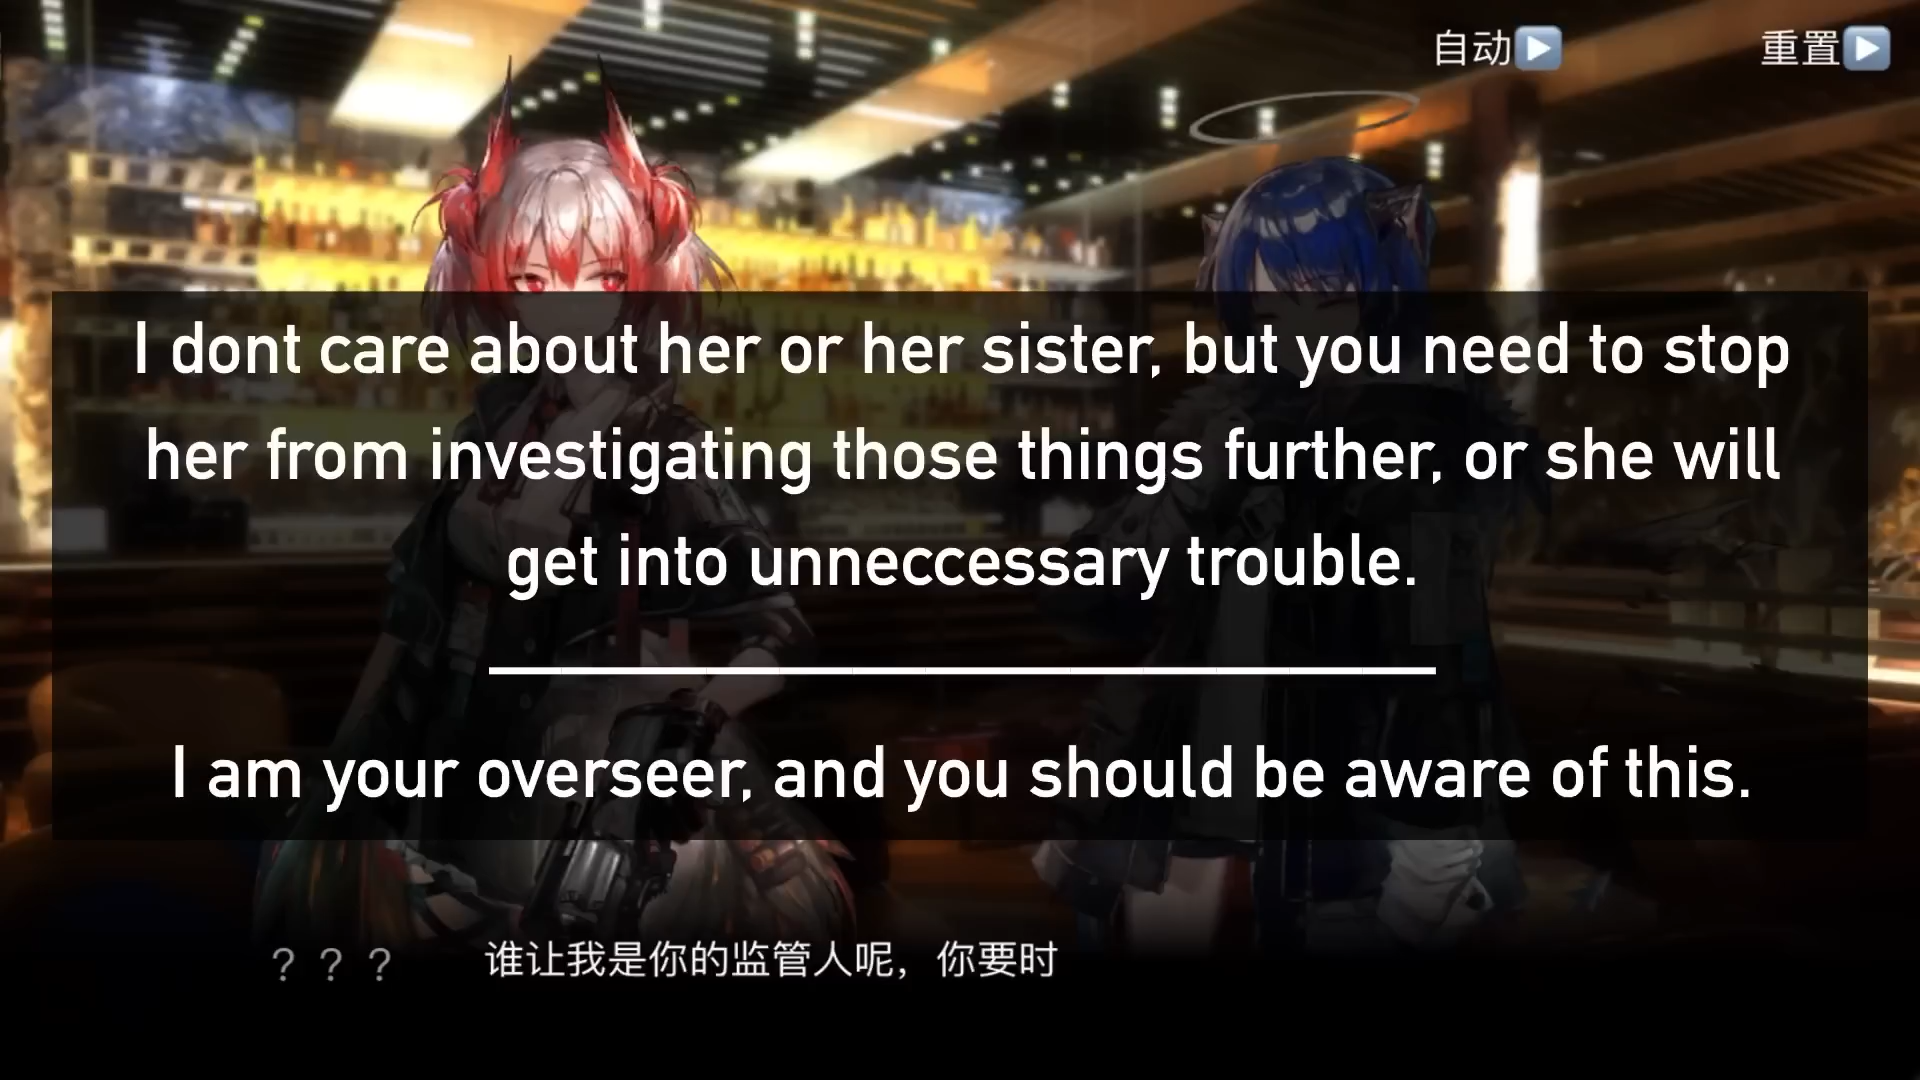 自动 重置
I dont care about her or her sister, but you need to stop
her from investigating those things further, or she will
get into unneccessary trouble.
I am your overseer, and you should be aware of this.
？？？ 谁让我是你的监管人呢，你要时